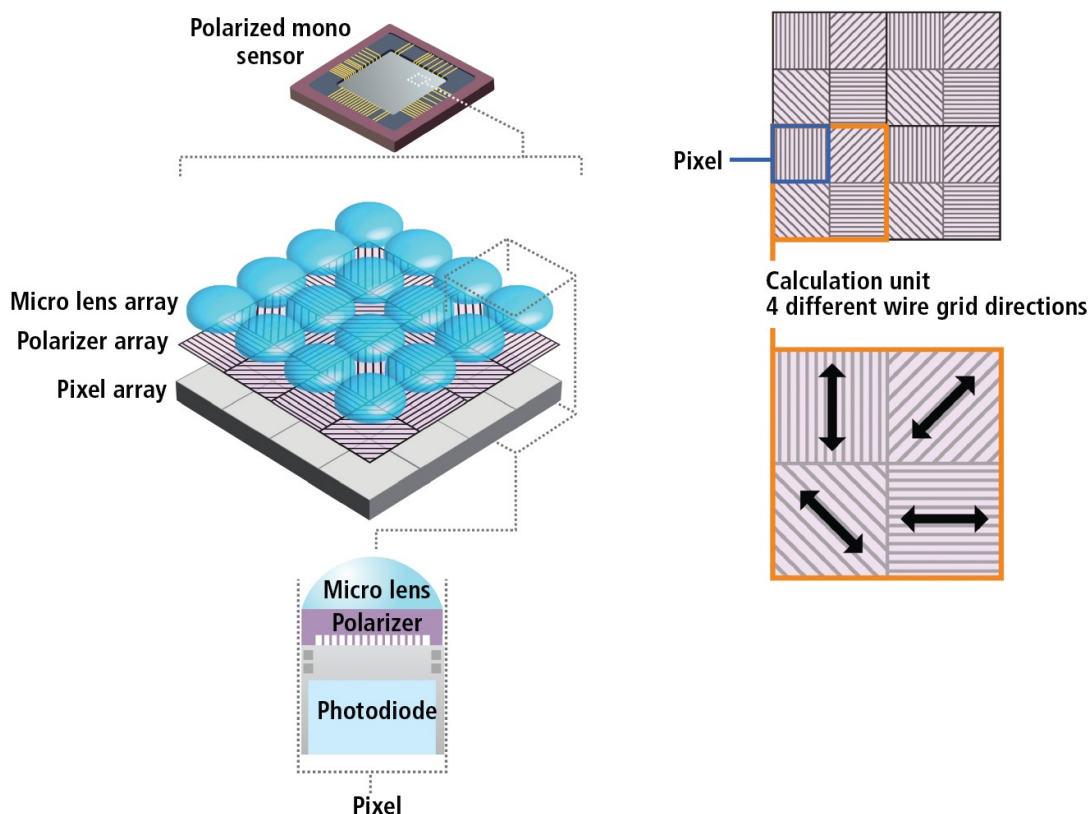 Polarized mono
sensor
Micro lens array
Polarizer array
Pixel array
Micro lens
Polarizer
Photodiode
Pixel
Pixel
Calculation unit
4 different wire grid directions